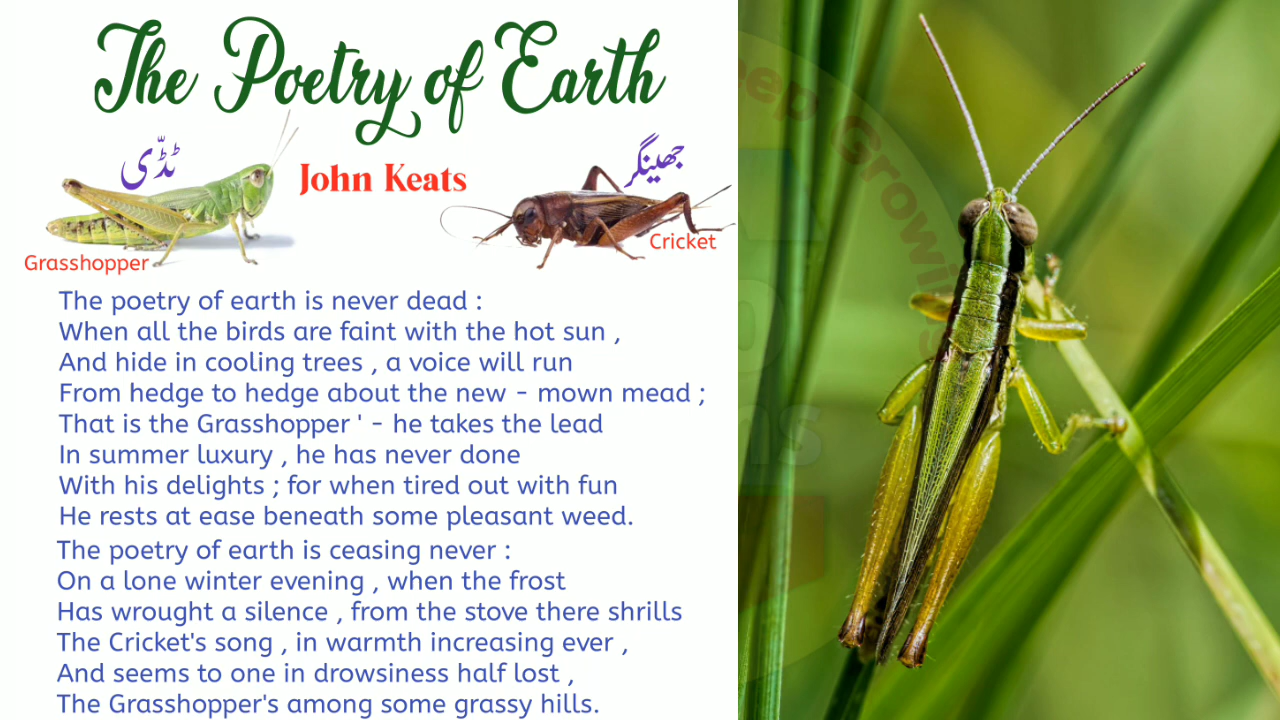 The Poetry of Earth
ٹڈّی
John Keats
جھینگر
Grasshopper
Cricket
The poetry of earth is never dead :
When all the birds are faint with the hot sun ,
And hide in cooling trees , a voice will run
From hedge to hedge about the new - mown mead ;
That is the Grasshopper ' - he takes the lead
In summer luxury , he has never done
With his delights ; for when tired out with fun
He rests at ease beneath some pleasant weed.
The poetry of earth is ceasing never :
On a lone winter evening , when the frost
Has wrought a silence , from the stove there shrills
The Cricket's song , in warmth increasing ever ,
And seems to one in drowsiness half lost ,
The Grasshopper's among some grassy hills.